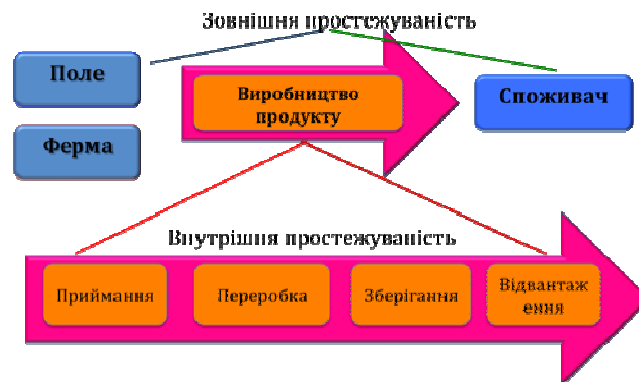 Зовнішня простежуваність
Поле
Виробництво
продукту
Споживач
Ферма
Внутрішня простежуваність
Приймання
Переробка
Зберігання
Відвантаж
ення